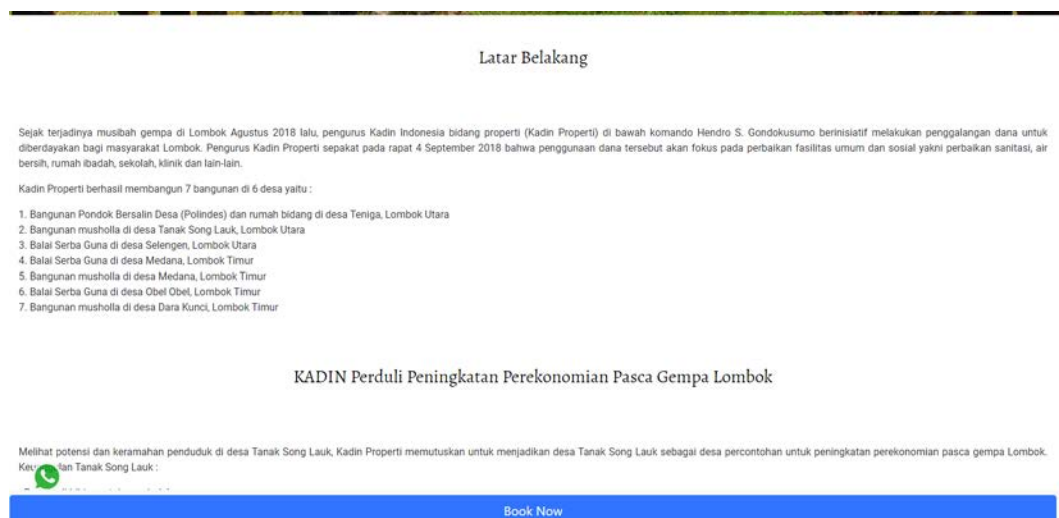 Latar Belakang
Sejak terjadinya musibah gempa di Lombok Agustus 2018 lalu, pengurus Kadin Indonesia bidang properti (Kadin Properti) di bawah komando Hendro S. Gondokusumo berinisiatif melakukan penggalangan dana untuk
diberdayakan bagi masyarakat Lombok. Pengurus Kadin Properti sepakat pada rapat 4 September 2018 bahwa penggunaan dana tersebut akan fokus pada perbaikan fasilitas umum dan sosial yakni perbaikan sanitasi, air
bersih, rumah ibadah, sekolah, klinik dan lain-lain.
Kadin Properti berhasil membangun 7 bangunan di 6 desa yaitu :
1. Bangunan Pondok Bersalin Desa (Polindes) dan rumah bidang di desa Teniga, Lombok Utara
2. Bangunan musholla di desa Tanak Song Lauk, Lombok Utara
3. Balai Serba Guna di desa Selengen, Lombok Utara
4. Balai Serba Guna di desa Medana, Lombok Timur
5. Bangunan musholla di desa Medana, Lombok Timur
6. Balai Serba Guna di desa Obel Obel, Lombok Timur
7. Bangunan musholla di desa Dara Kunci, Lombok Timur
KADIN Perduli Peningkatan Perekonomian Pasca Gempa Lombok
Melihat potensi dan keramahan penduduk di desa Tanak Song Lauk, Kadin Properti memutuskan untuk menjadikan desa Tanak Song Lauk sebagai desa percontohan untuk peningkatan perekonomian pasca gempa Lombok.
Tanak Song Lauk :
Book Now